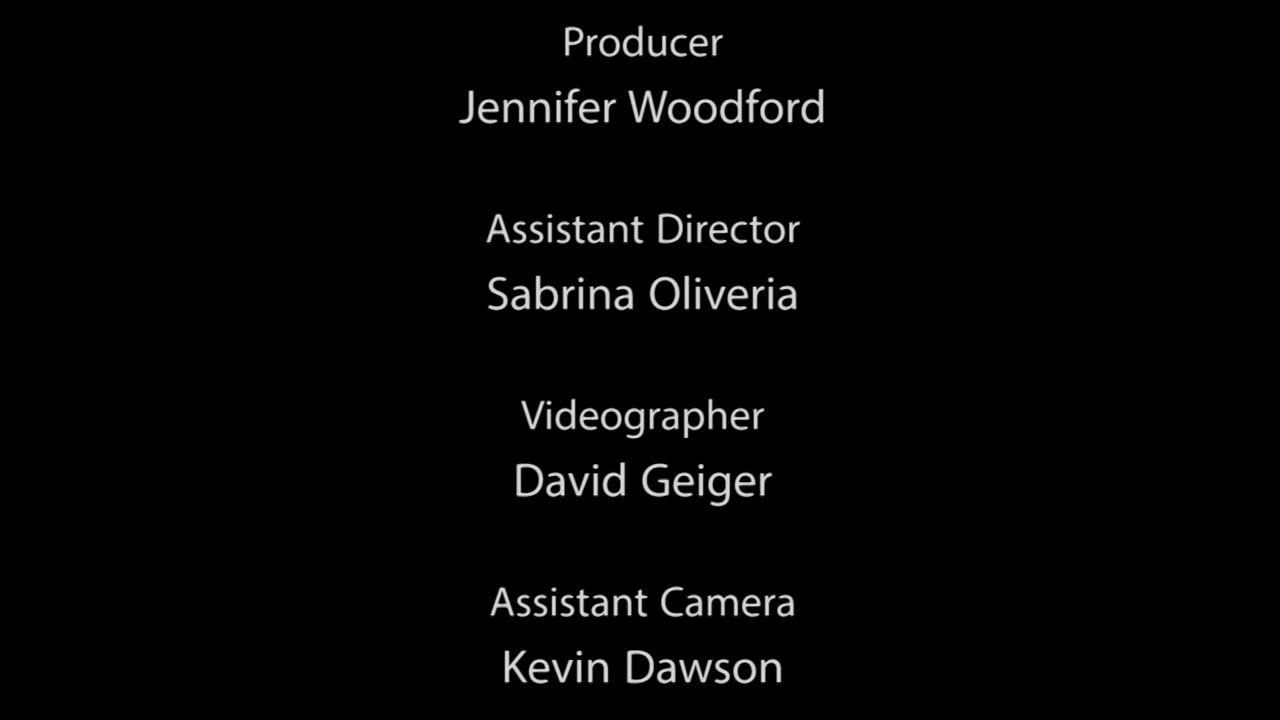 Producer
Jennifer Woodford
Assistant Director
Sabrina Oliveria
Videographer
David Geiger
Assistant Camera
Kevin Dawson